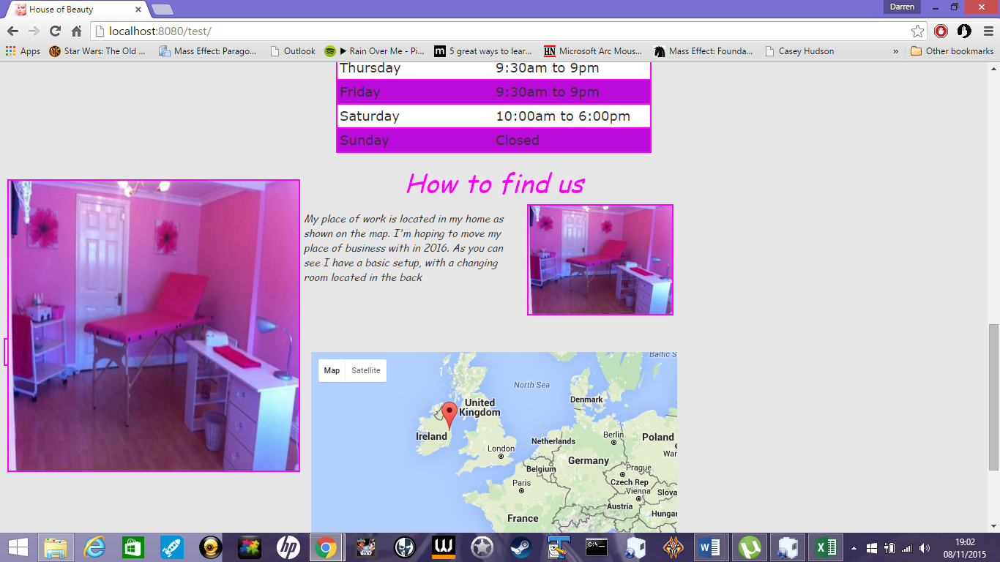 House of Beauty
Darren
localhost:8080/test/
Apps
Star Wars: The Old ...
Mass Effect: Parago...
Outlook
▶ Rain Over Me - Pi...
m
5 great ways to lear...
HN
Microsoft Arc Mous...
Mass Effect: Founda...
Casey Hudson
»
Other bookmarks
Thursday 9:30am to 9pm
Friday 9:30am to 9pm
Saturday 10:00am to 6:00pm
Sunday Closed
How to find us
My place of work is located in my home as
shown on the map. I'm hoping to move my
place of business with in 2016. As you can
see I have a basic setup, with a changing
room located in the back
Map Satellite
Baltic S
North Sea
Denmark
United
Kingdom
Ireland
Berlin
Poland
Netherlands
London
War
Germany
Belgium
Prague
Paris
Czech Rep
Vienna
Slova
Austria
Hungar
France
hp
W
C:\_
W
X
19:02
08/11/2015